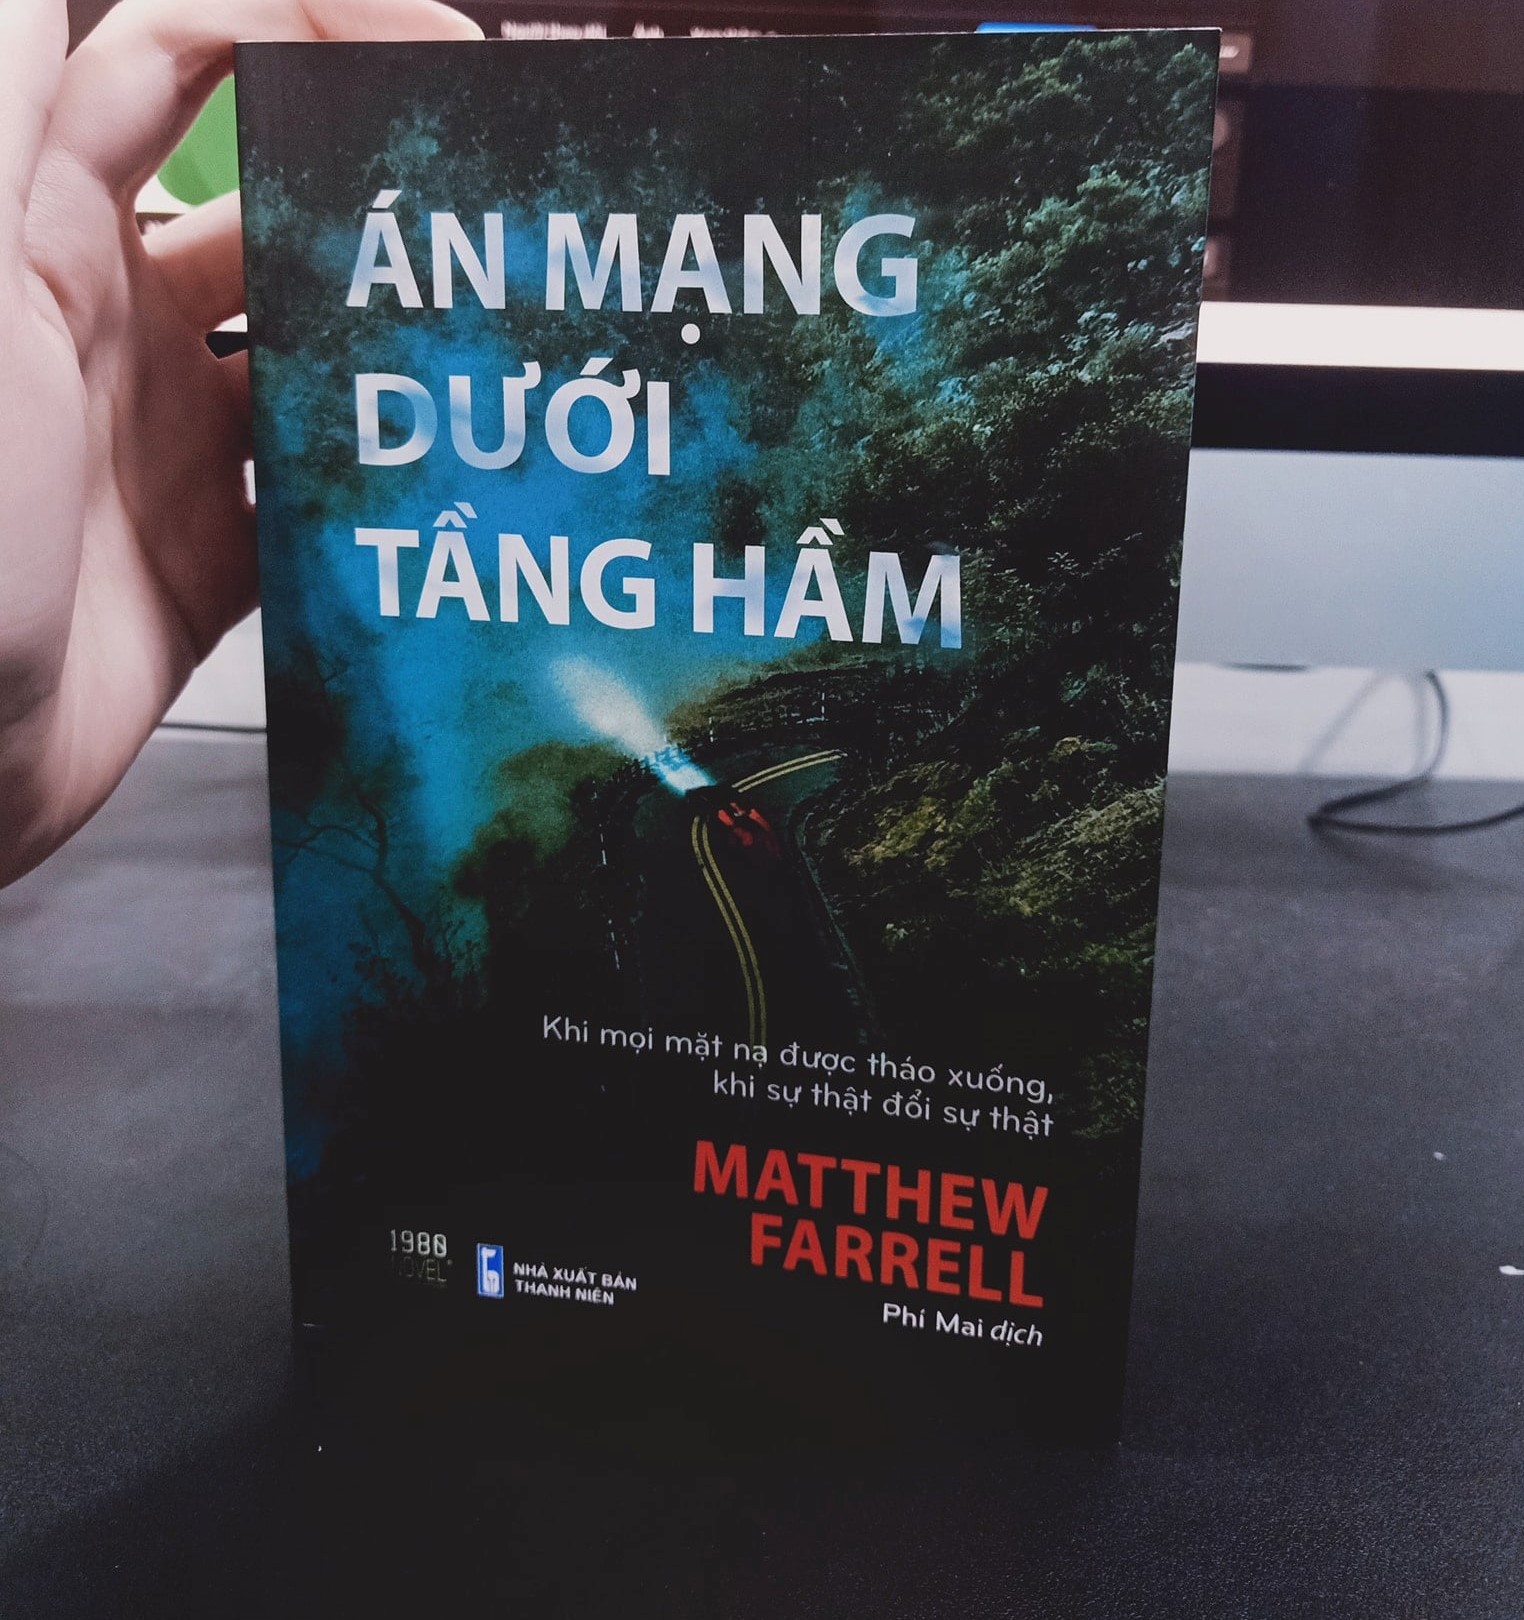 ÁN MẠNG
DƯỚI
TẦNG HẦM
Khi mọi mặt nạ được tháo xuống,
khi sự thật đổi sự thật
MATTHEW
FARRELL
Phí Mai dịch
1980
NOVEL
NHÀ XUẤT BẢN
THANH NIÊN